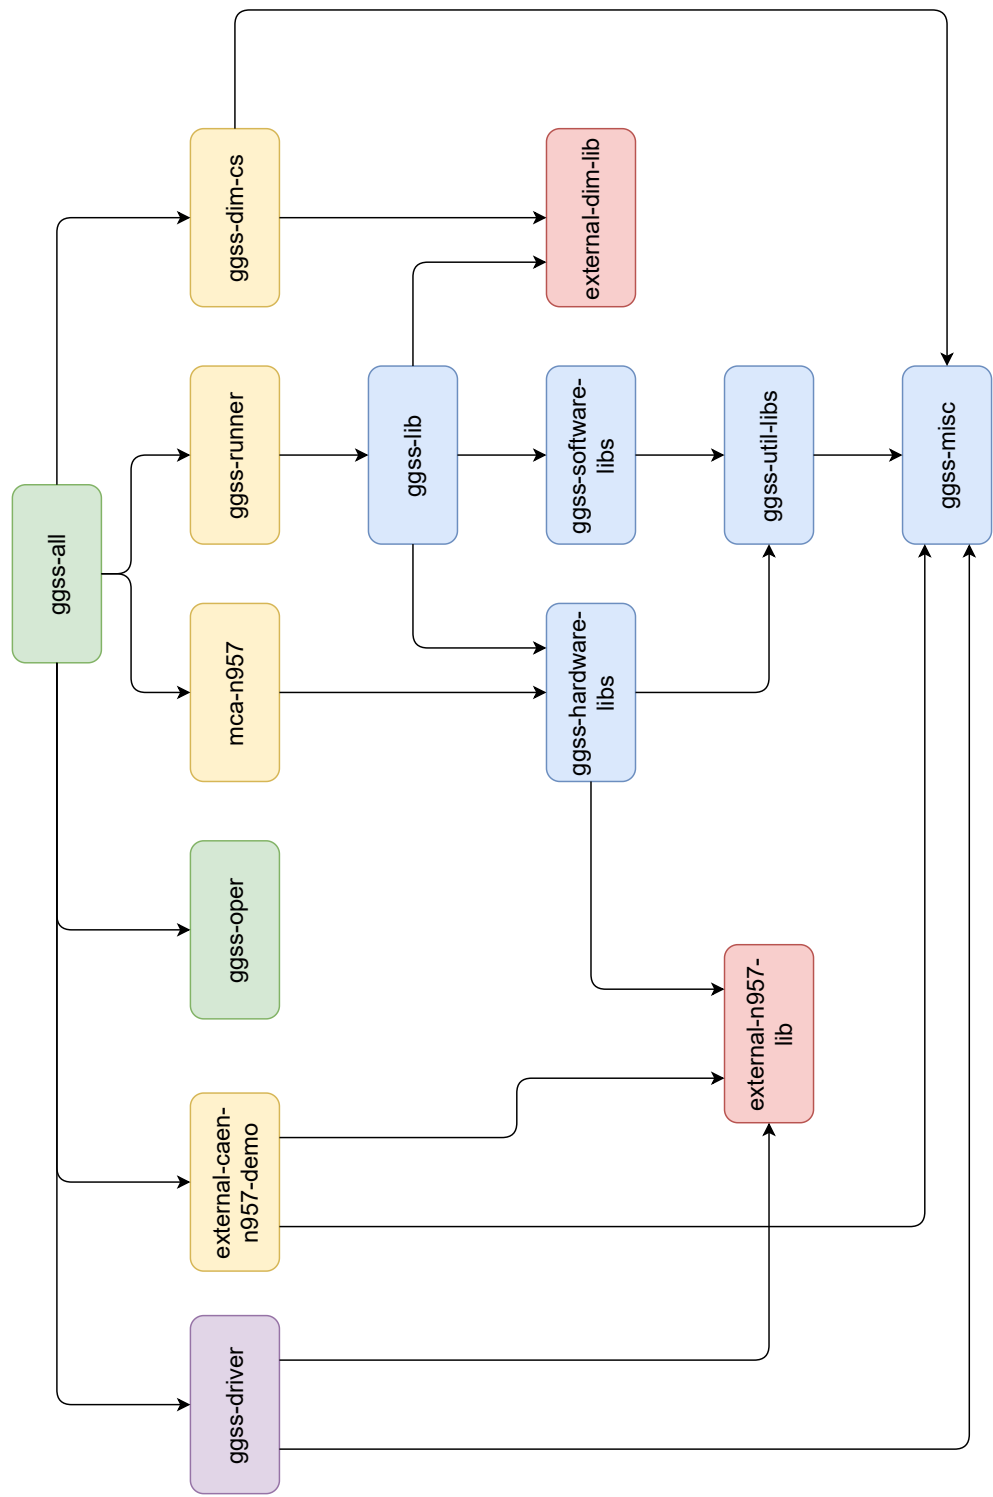 ggss-all
ggss-driver
external-caen-
n957-demo
ggss-oper
mca-n957
ggss-runner
ggss-dim-cs
ggss-lib
ggss-hardware-
libs
ggss-software-
libs
external-dim-lib
external-n957-
lib
ggss-util-libs
ggss-misc